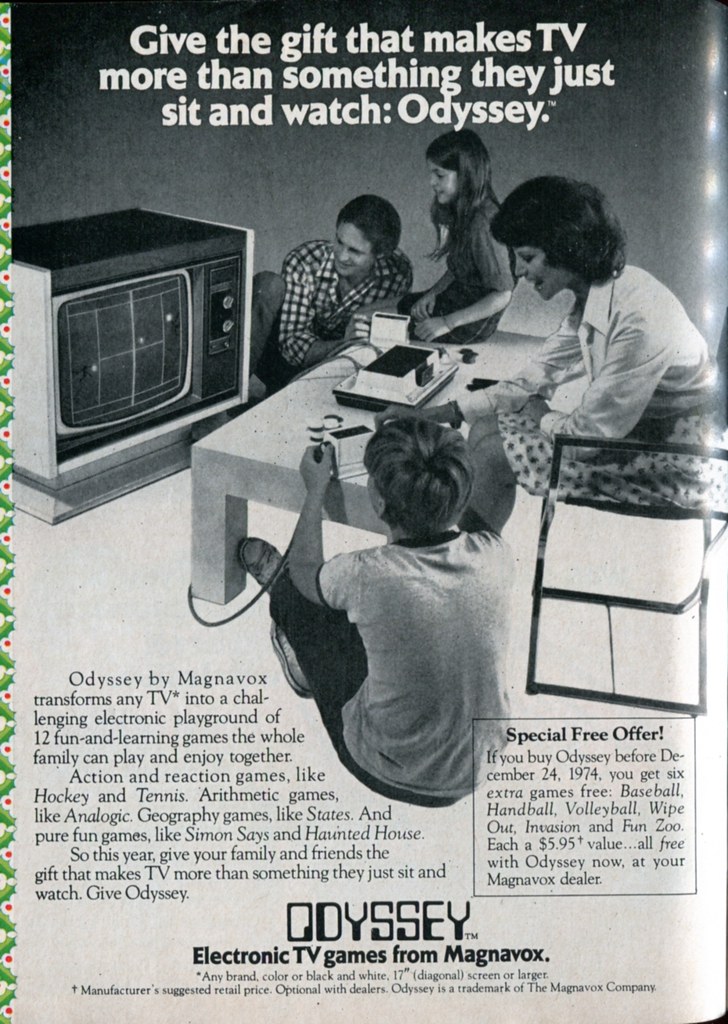 Give the gift that makes TV
more than something they just
sit and watch: Odyssey.™
Odyssey by Magnavox
transforms any TV* into a chal-
lenging electronic playground of
12 fun-and-learning games the whole
family can play and enjoy together.
Action and reaction games, like
Hockey and Tennis. Arithmetic games,
like Analogic. Geography games, like States. And
pure fun games, like Simon Says and Haunted House.
So this year, give your family and friends the
gift that makes TV more than something they just sit and
watch. Give Odyssey.
Special Free Offer!
If you buy Odyssey before De-
cember 24, 1974, you get six
extra games free: Baseball,
Handball, Volleyball, Wipe
Out, Invasion and Fun Zoo.
Each a $5.95† value...all free
with Odyssey now, at your
Magnavox dealer.
ODYSSEY™
Electronic TV games from Magnavox.
*Any brand, color or black and white, 17" (diagonal) screen or larger.
† Manufacturer's suggested retail price. Optional with dealers. Odyssey is a trademark of The Magnavox Company.